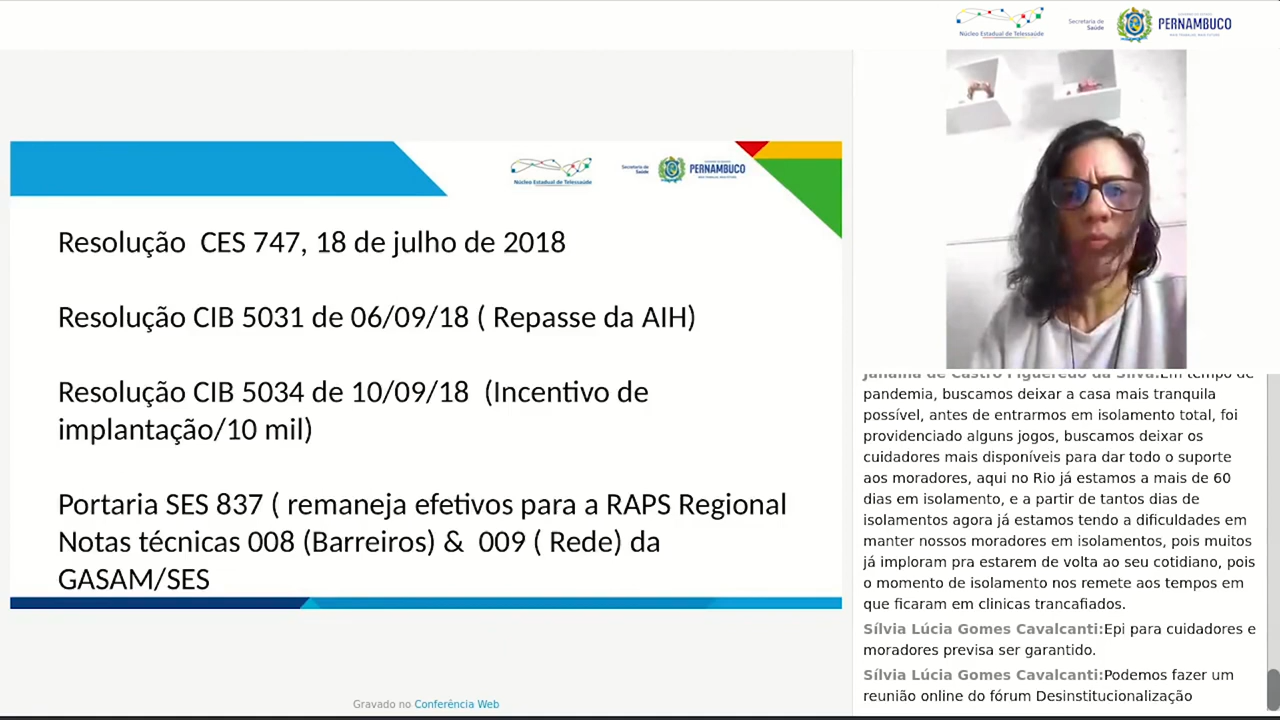 Núcleo Estadual de Telessaúde
Secretaria de
Saúde
PERNAMBUCO
Núcleo Estadual de Telessaúde
Secretaria de
Saúde
PERNAMBUCO
Resolução  CES 747, 18 de julho de 2018
Resolução CIB 5031 de 06/09/18 ( Repasse da AIH)
Resolução CIB 5034 de 10/09/18  (Incentivo de
implantação/10 mil)
Portaria SES 837 ( remaneja efetivos para a RAPS Regional
Notas técnicas 008 (Barreiros) &  009 ( Rede) da
GASAM/SES
Gravado no Conferência Web
Janaina de Castro Figueredo da Silva:Em tempo de
pandemia, buscamos deixar a casa mais tranquila
possível, antes de entrarmos em isolamento total, foi
providenciado alguns jogos, buscamos deixar os
cuidadores mais disponíveis para dar todo o suporte
aos moradores, aqui no Rio já estamos a mais de 60
dias em isolamento, e a partir de tantos dias de
isolamentos agora já estamos tendo a dificuldades em
manter nossos moradores em isolamentos, pois muitos
já imploram pra estarem de volta ao seu cotidiano, pois
o momento de isolamento nos remete aos tempos em
que ficaram em clinicas trancafiados.
Sílvia Lúcia Gomes Cavalcanti:Epi para cuidadores e
moradores previsa ser garantido.
Sílvia Lúcia Gomes Cavalcanti:Podemos fazer um
reunião online do fórum Desinstitucionalização